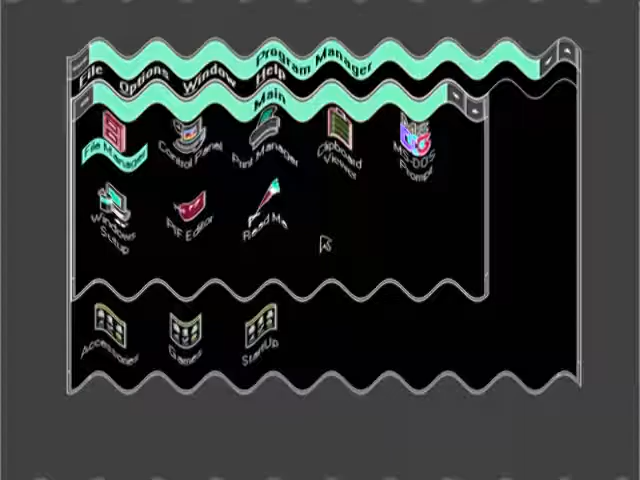 Program Manager
File Options Window Help
Main
File Manager
Control Panel
Print Manager
Clipboard
Viewer
MS-DOS
Prompt
Windows
Setup
PIF Editor
Read Me
Accessories
Games
StartUp